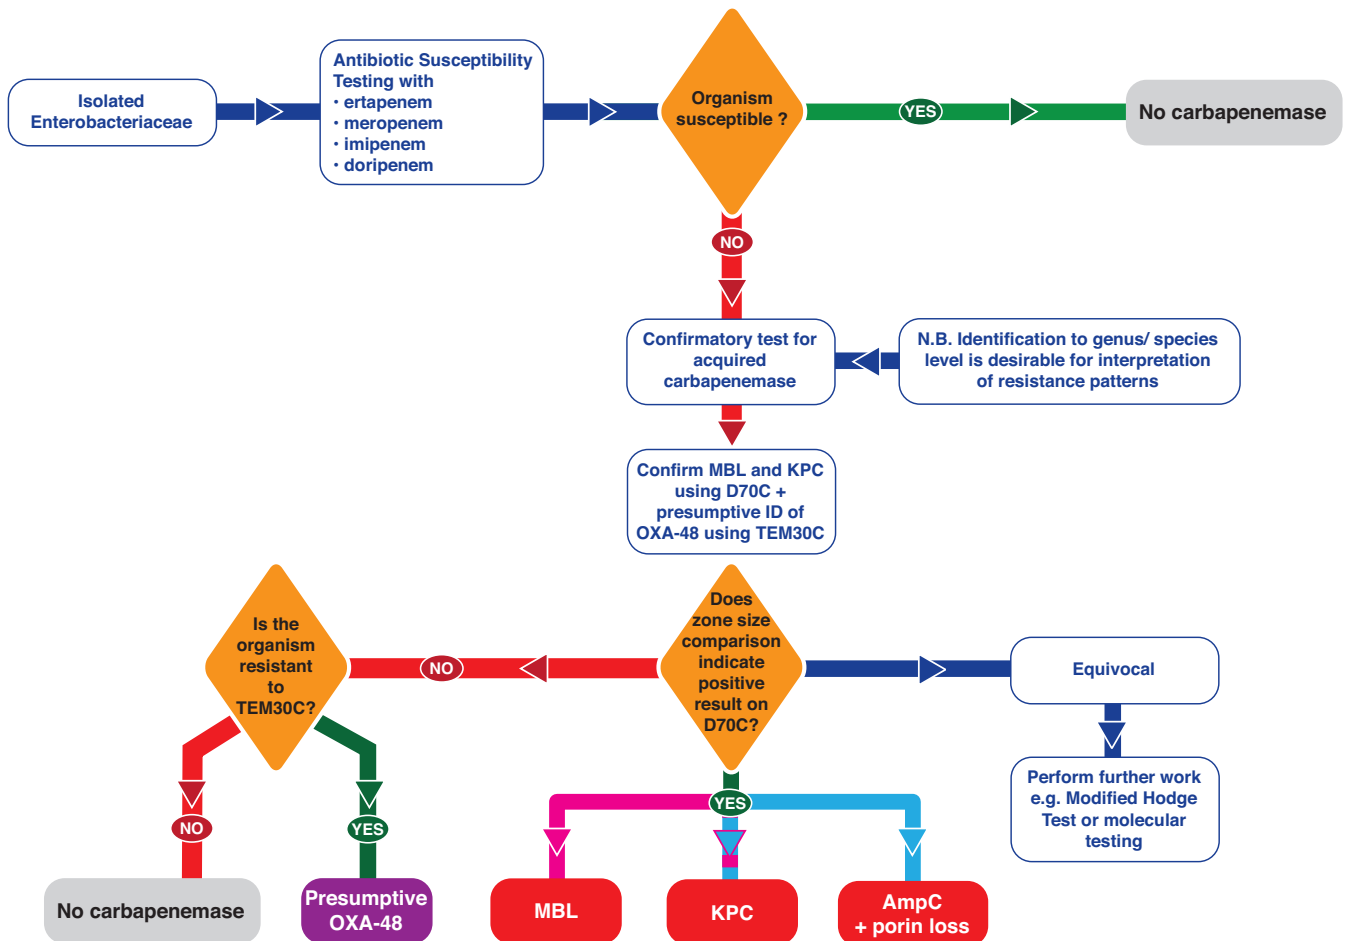 Isolated
Enterobacteriaceae
Antibiotic Susceptibility
Testing with
· ertapenem
· meropenem
· imipenem
· doripenem
Organism
susceptible ?
YES
No carbapenemase
NO
Confirmatory test for
acquired
carbapenemase
N.B. Identification to genus/ species
level is desirable for interpretation
of resistance patterns
Confirm MBL and KPC
using D70C +
presumptive ID of
OXA-48 using TEM30C
Is the
organism
resistant
to
TEM30C?
NO
Does
zone size
comparison
indicate
positive
result on
D70C?
Equivocal
Perform further work
e.g. Modified Hodge
Test or molecular
testing
NO
YES
YES
No carbapenemase
Presumptive
OXA-48
MBL
KPC
AmpC
+ porin loss